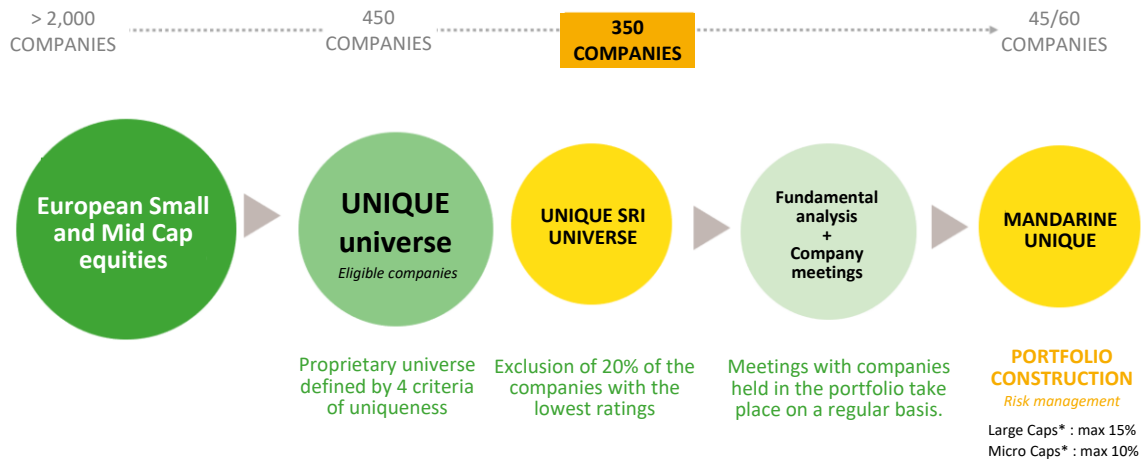 > 2,000
COMPANIES
450
COMPANIES
350
COMPANIES
45/60
COMPANIES
European Small
and Mid Cap
equities
UNIQUE
universe
Eligible companies
UNIQUE SRI
UNIVERSE
Fundamental
analysis
+
Company
meetings
MANDARINE
UNIQUE
Proprietary universe
defined by 4 criteria
of uniqueness
Exclusion of 20% of the
companies with the
lowest ratings
Meetings with companies
held in the portfolio take
place on a regular basis.
PORTFOLIO
CONSTRUCTION
Risk management
Large Caps* : max 15%
Micro Caps* : max 10%